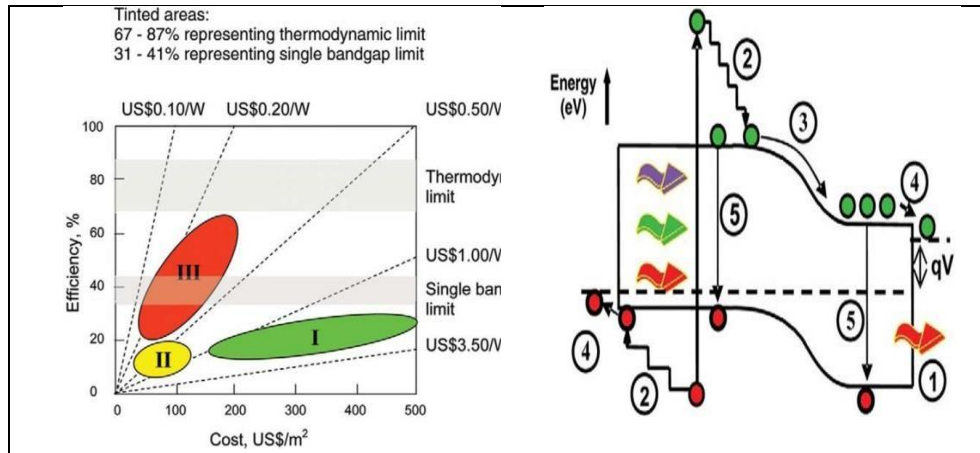 Tinted areas:
67 - 87% representing thermodynamic limit
31 - 41% representing single bandgap limit
US$0.10/W US$0.20/W US$0.50/W
100
80
60
40
20
0
Efficiency, %
Thermody
limit
US$1.00/W
Single ban
limit
US$3.50/W
III
II
I
0 100 200 300 400 500
Cost, US$/m²
Energy
(eV)
2
3
4
5
qV
5
4
2
1